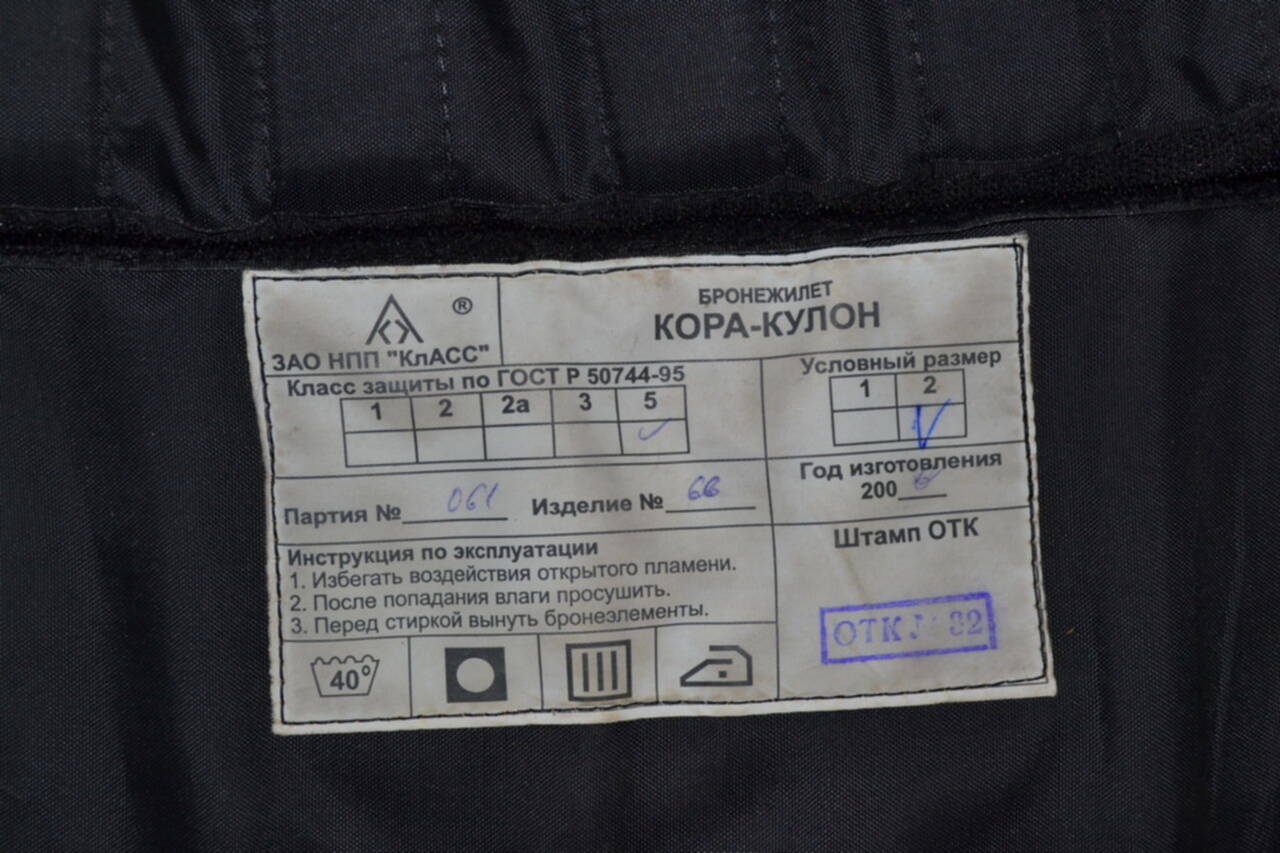 ®
ЗАО НПП "КлАСС"
БРОНЕЖИЛЕТ
КОРА-КУЛОН
Класс защиты по ГОСТ Р 50744-95
1 2 2а 3 5
Условный размер
1 2
V
Партия № 061 Изделие № 66
Год изготовления
200
Инструкция по эксплуатации
1. Избегать воздействия открытого пламени.
2. После попадания влаги просушить.
3. Перед стиркой вынуть бронеэлементы.
Штамп ОТК
ОТК 32
40°